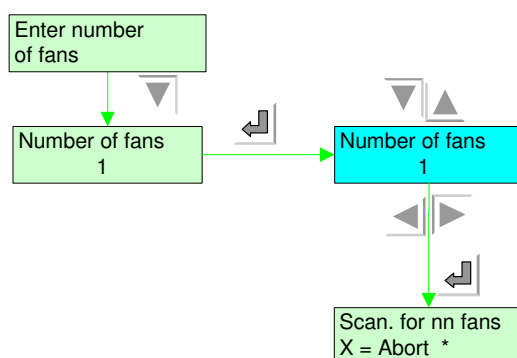 Enter number
of fans
Number of fans
1
Number of fans
1
Scan. for nn fans
X = Abort *